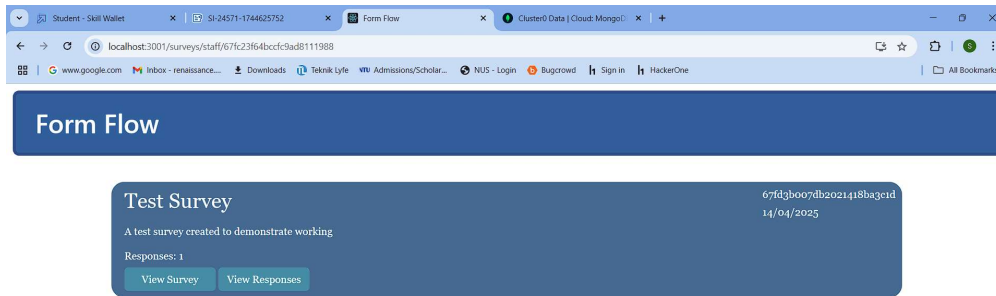 Student - Skill Wallet
SI-24571-1744625752
Form Flow
Cluster0 Data | Cloud: MongoD
localhost:3001/surveys/staff/67fc23f64bccfc9ad8111988
S
www.google.com
Inbox - renaissance....
Downloads
Teknik Lyfe
VTU Admissions/Scholar...
NUS - Login
Bugcrowd
Sign in
HackerOne
All Bookmarks
Form Flow
Test Survey
67fd3b007db2021418ba3c1d
14/04/2025
A test survey created to demonstrate working
Responses: 1
View Survey
View Responses